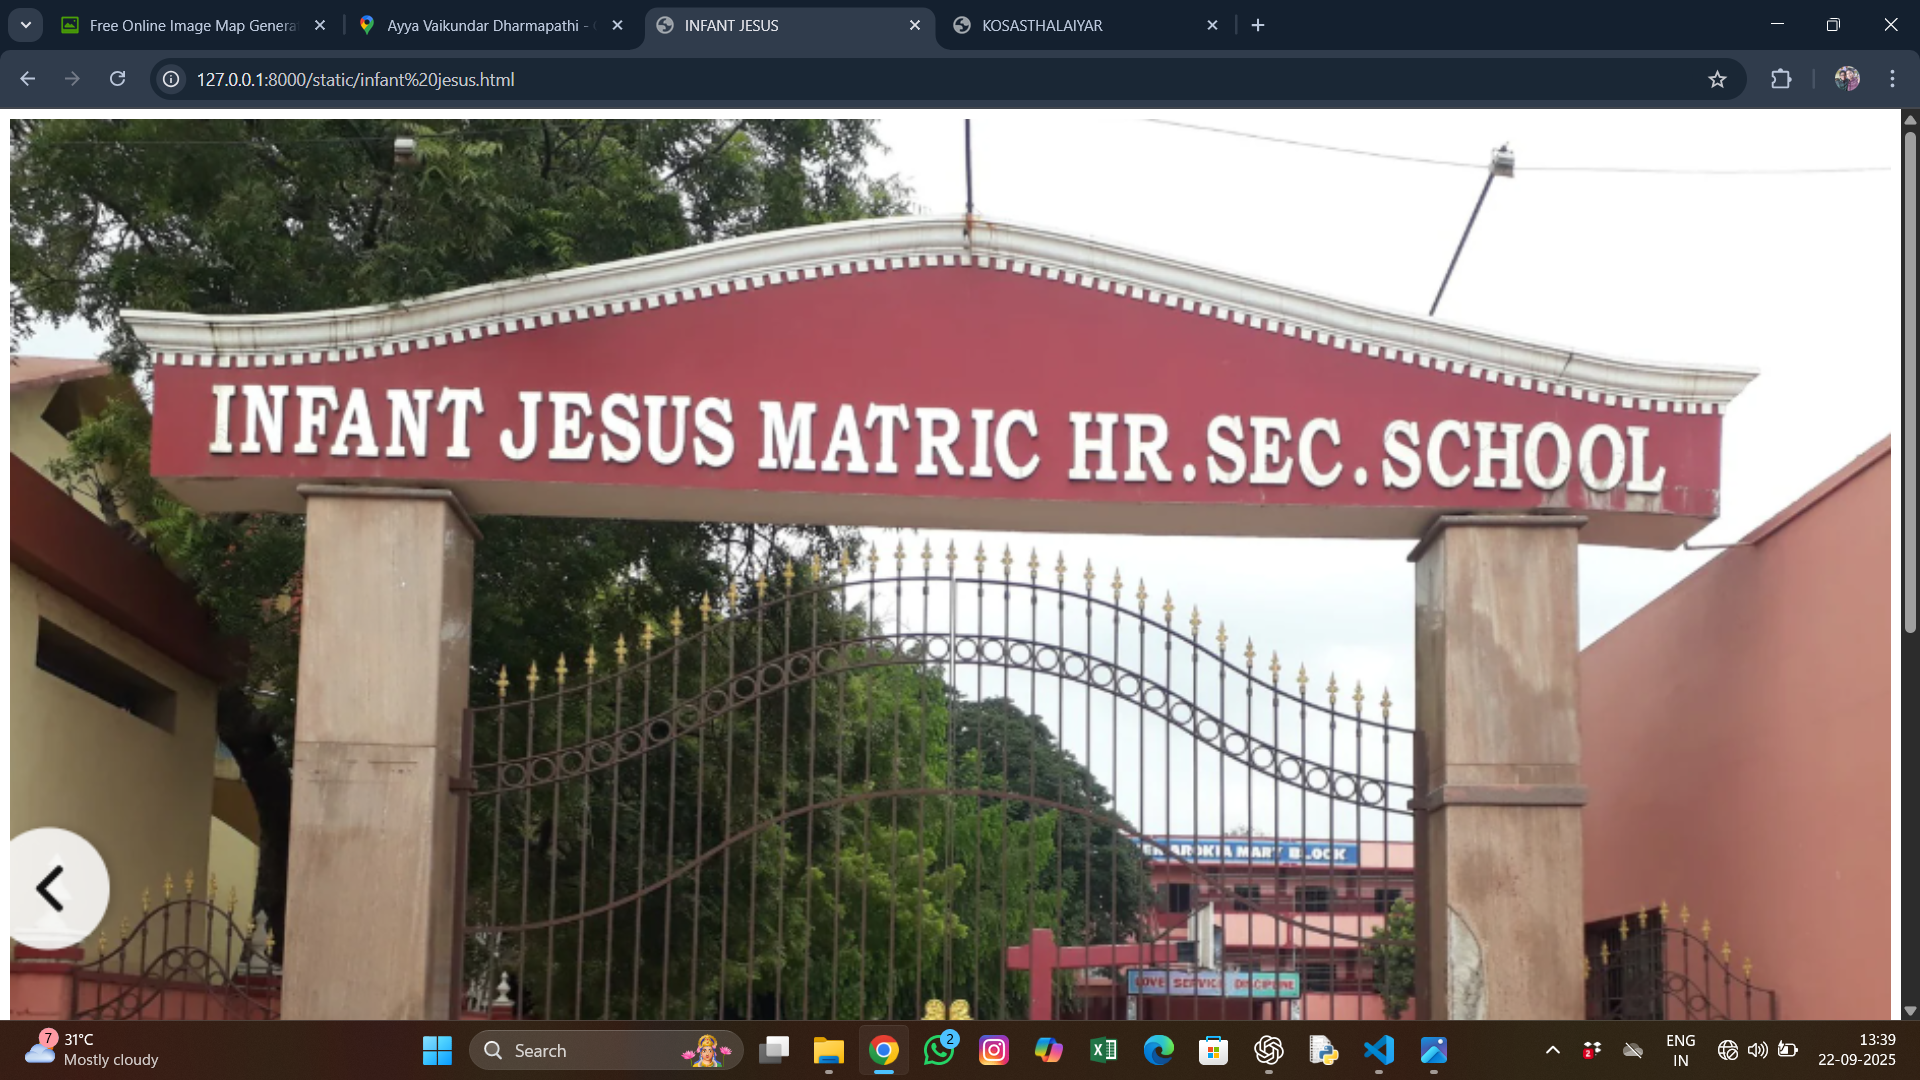 Free Online Image Map Genera
Ayya Vaikundar Dharmapathi -
INFANT JESUS
KOSASTHALAIYAR
127.0.0.1:8000/static/infant%20jesus.html
INFANT JESUS MATRIC HR.SEC.SCHOOL
AROKIA MARY BLOCK
LOVE SERVICE DISCIPLINE
7
31°C
Mostly cloudy
Search
2
2
ENG
IN
13:39
22-09-2025